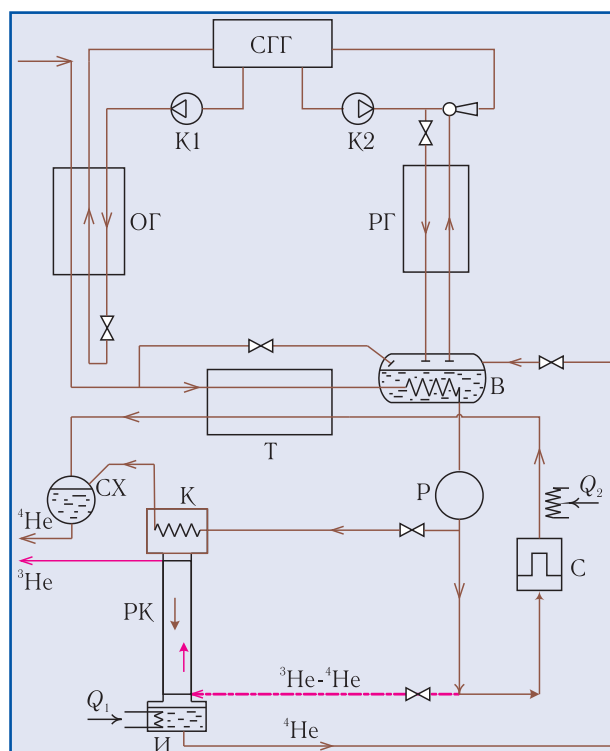 СГГ
К1
К2
ОГ
РГ
В
Т
СХ
К
Р
Q₂
⁴He
³He
С
РК
³He-⁴He
Q₁
⁴He
И